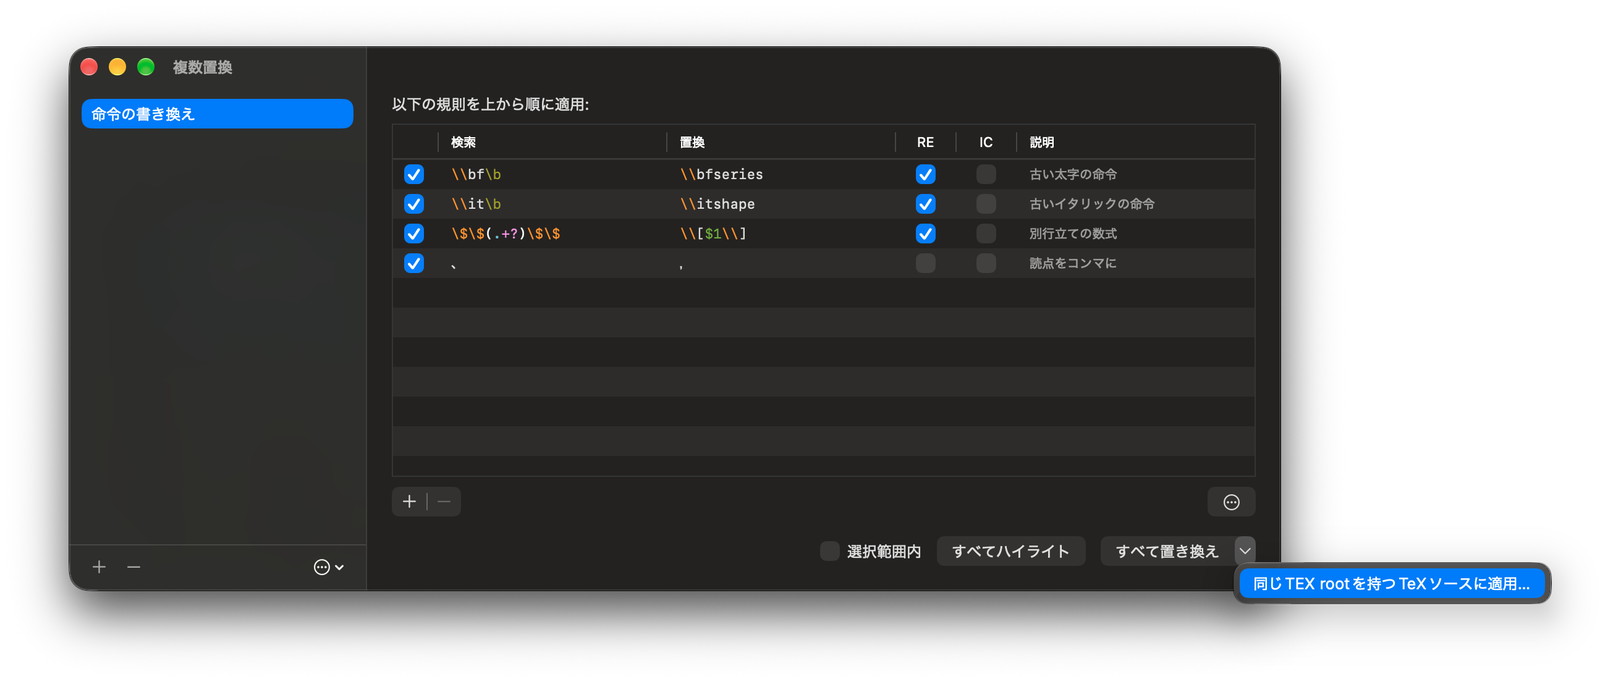 複数置換
命令の書き換え
以下の規則を上から順に適用:
検索 置換 RE IC 説明
\\bf\b \\bfseries 古い太字の命令
\\it\b \\itshape 古いイタリックの命令
\$\$(.+?)\$\$ \\[$1\\] 別行立ての数式
、 , 読点をコンマに
選択範囲内 すべてハイライト すべて置き換え
同じ TEX root を持つ TeX ソースに適用...